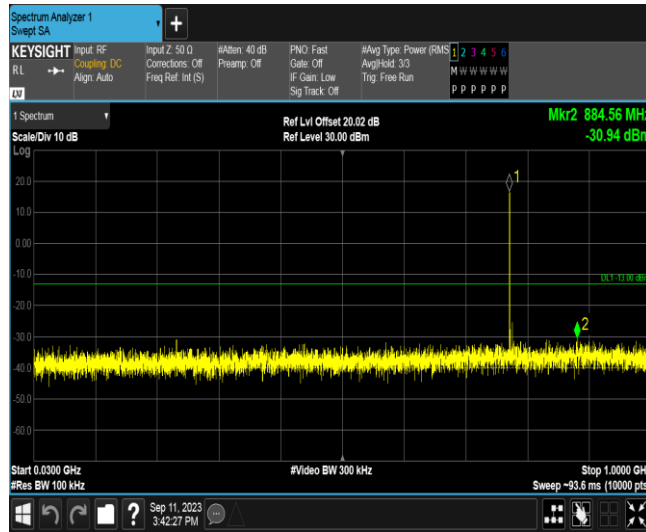 Spectrum Analyzer 1
Swept SA
+
KEYSIGHT
RL
LXI
Input: RF
Coupling: DC
Align: Auto
Input Z: 50 Ω
Corrections: Off
Freq Ref: Int (S)
#Atten: 40 dB
Preamp: Off
PNO: Fast
Gate: Off
IF Gain: Low
Sig Track: Off
#Avg Type: Power (RMS
Avg|Hold: 3/3
Trig: Free Run
1 2 3 4 5 6
M W W W W W
P P P P P P
1 Spectrum
Scale/Div 10 dB
Log
Ref Lvl Offset 20.02 dB
Ref Level 30.00 dBm
Mkr2 884.56 MHz
-30.94 dBm
1
20.0
10.0
0.00
-10.0
DL1 -13.00 dBm
-20.0
2
-30.0
-40.0
-50.0
-60.0
Start 0.0300 GHz
#Res BW 100 kHz
#Video BW 300 kHz
Stop 1.0000 GHz
Sweep ~93.6 ms (10000 pts
?
Sep 11, 2023
3:42:27 PM